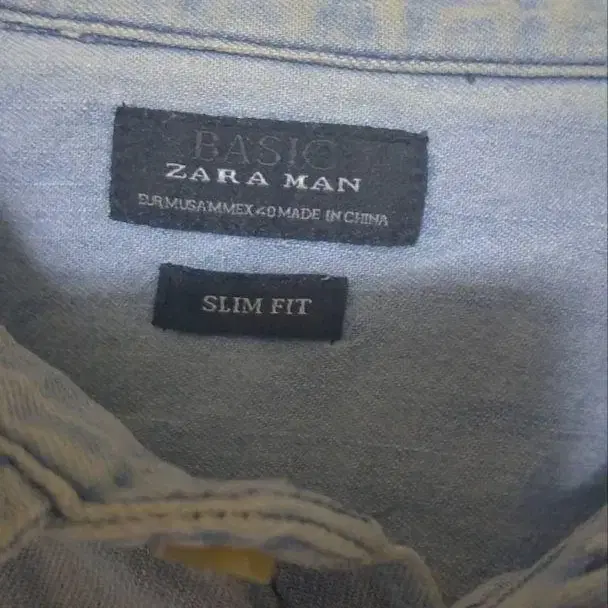 BASIC
ZARA MAN
EUR M USA M MEX 40 MADE IN CHINA
SLIM FIT